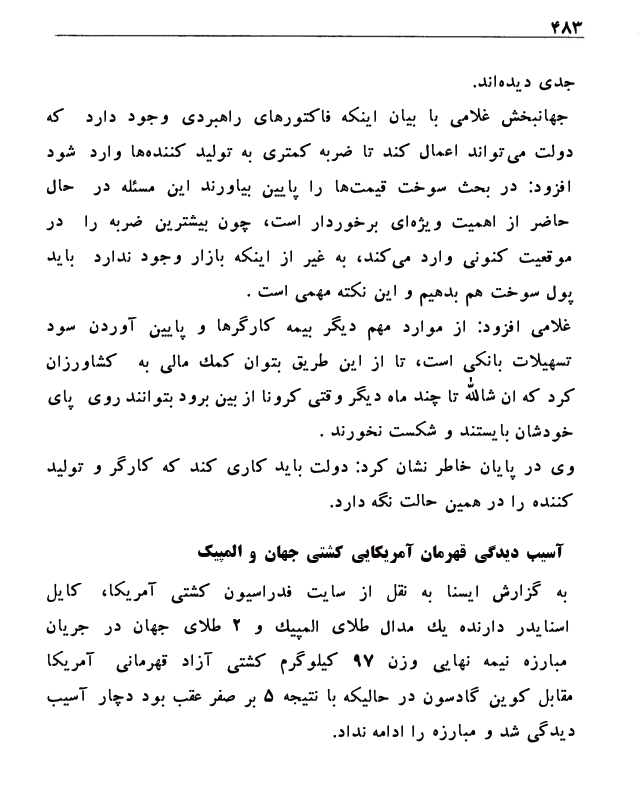 ۴۸۳
جدی دیده‌اند.
جهانبخش غلامی با بیان اینکه فاکتورهای راهبردی وجود دارد که
دولت می‌تواند اعمال کند تا ضربه کمتری به تولید کننده‌ها وارد شود
افزود: در بحث سوخت قیمت‌ها را پایین بیاورند این مسئله در حال
حاضر از اهمیت ویژه‌ای برخوردار است، چون بیشترین ضربه را در
موقعیت کنونی وارد می‌کند، به غیر از اینکه بازار وجود ندارد باید
پول سوخت هم بدهیم و این نکته مهمی است .
غلامی افزود: از موارد مهم دیگر بیمه کارگرها و پایین آوردن سود
تسهیلات بانکی است، تا از این طریق بتوان کمك مالی به کشاورزان
کرد که ان شاالله تا چند ماه دیگر وقتی کرونا از بین برود بتوانند روی پای
خودشان بایستند و شکست نخورند .
وی در پایان خاطر نشان کرد: دولت باید کاری کند که کارگر و تولید
کننده را در همین حالت نگه دارد.
آسیب دیدگی قهرمان آمریکایی کشتی جهان و المپیک
به گزارش ایسنا به نقل از سایت فدراسیون کشتی آمریکا، کایل
اسنایدر دارنده یك مدال طلای المپیك و ۲ طلای جهان در جریان
مبارزه نیمه نهایی وزن ۹۷ کیلوگرم کشتی آزاد قهرمانی آمریکا
مقابل کوین گادسون در حالیکه با نتیجه ۵ بر صفر عقب بود دچار آسیب
دیدگی شد و مبارزه را ادامه نداد.